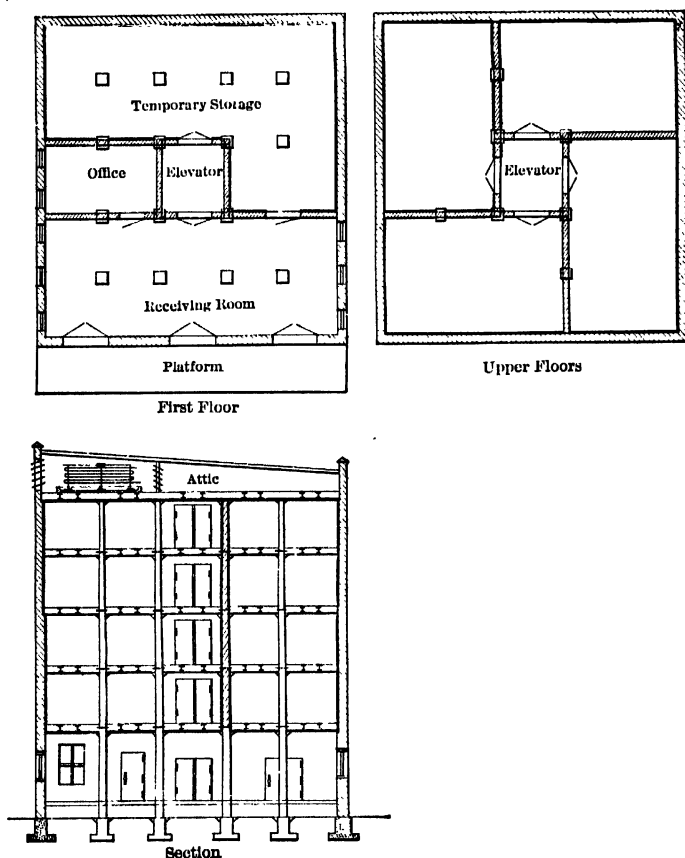 Temporary Storage
Office
Elevator
Receiving Room
Platform
First Floor
Elevator
Upper Floors
Attic
Section